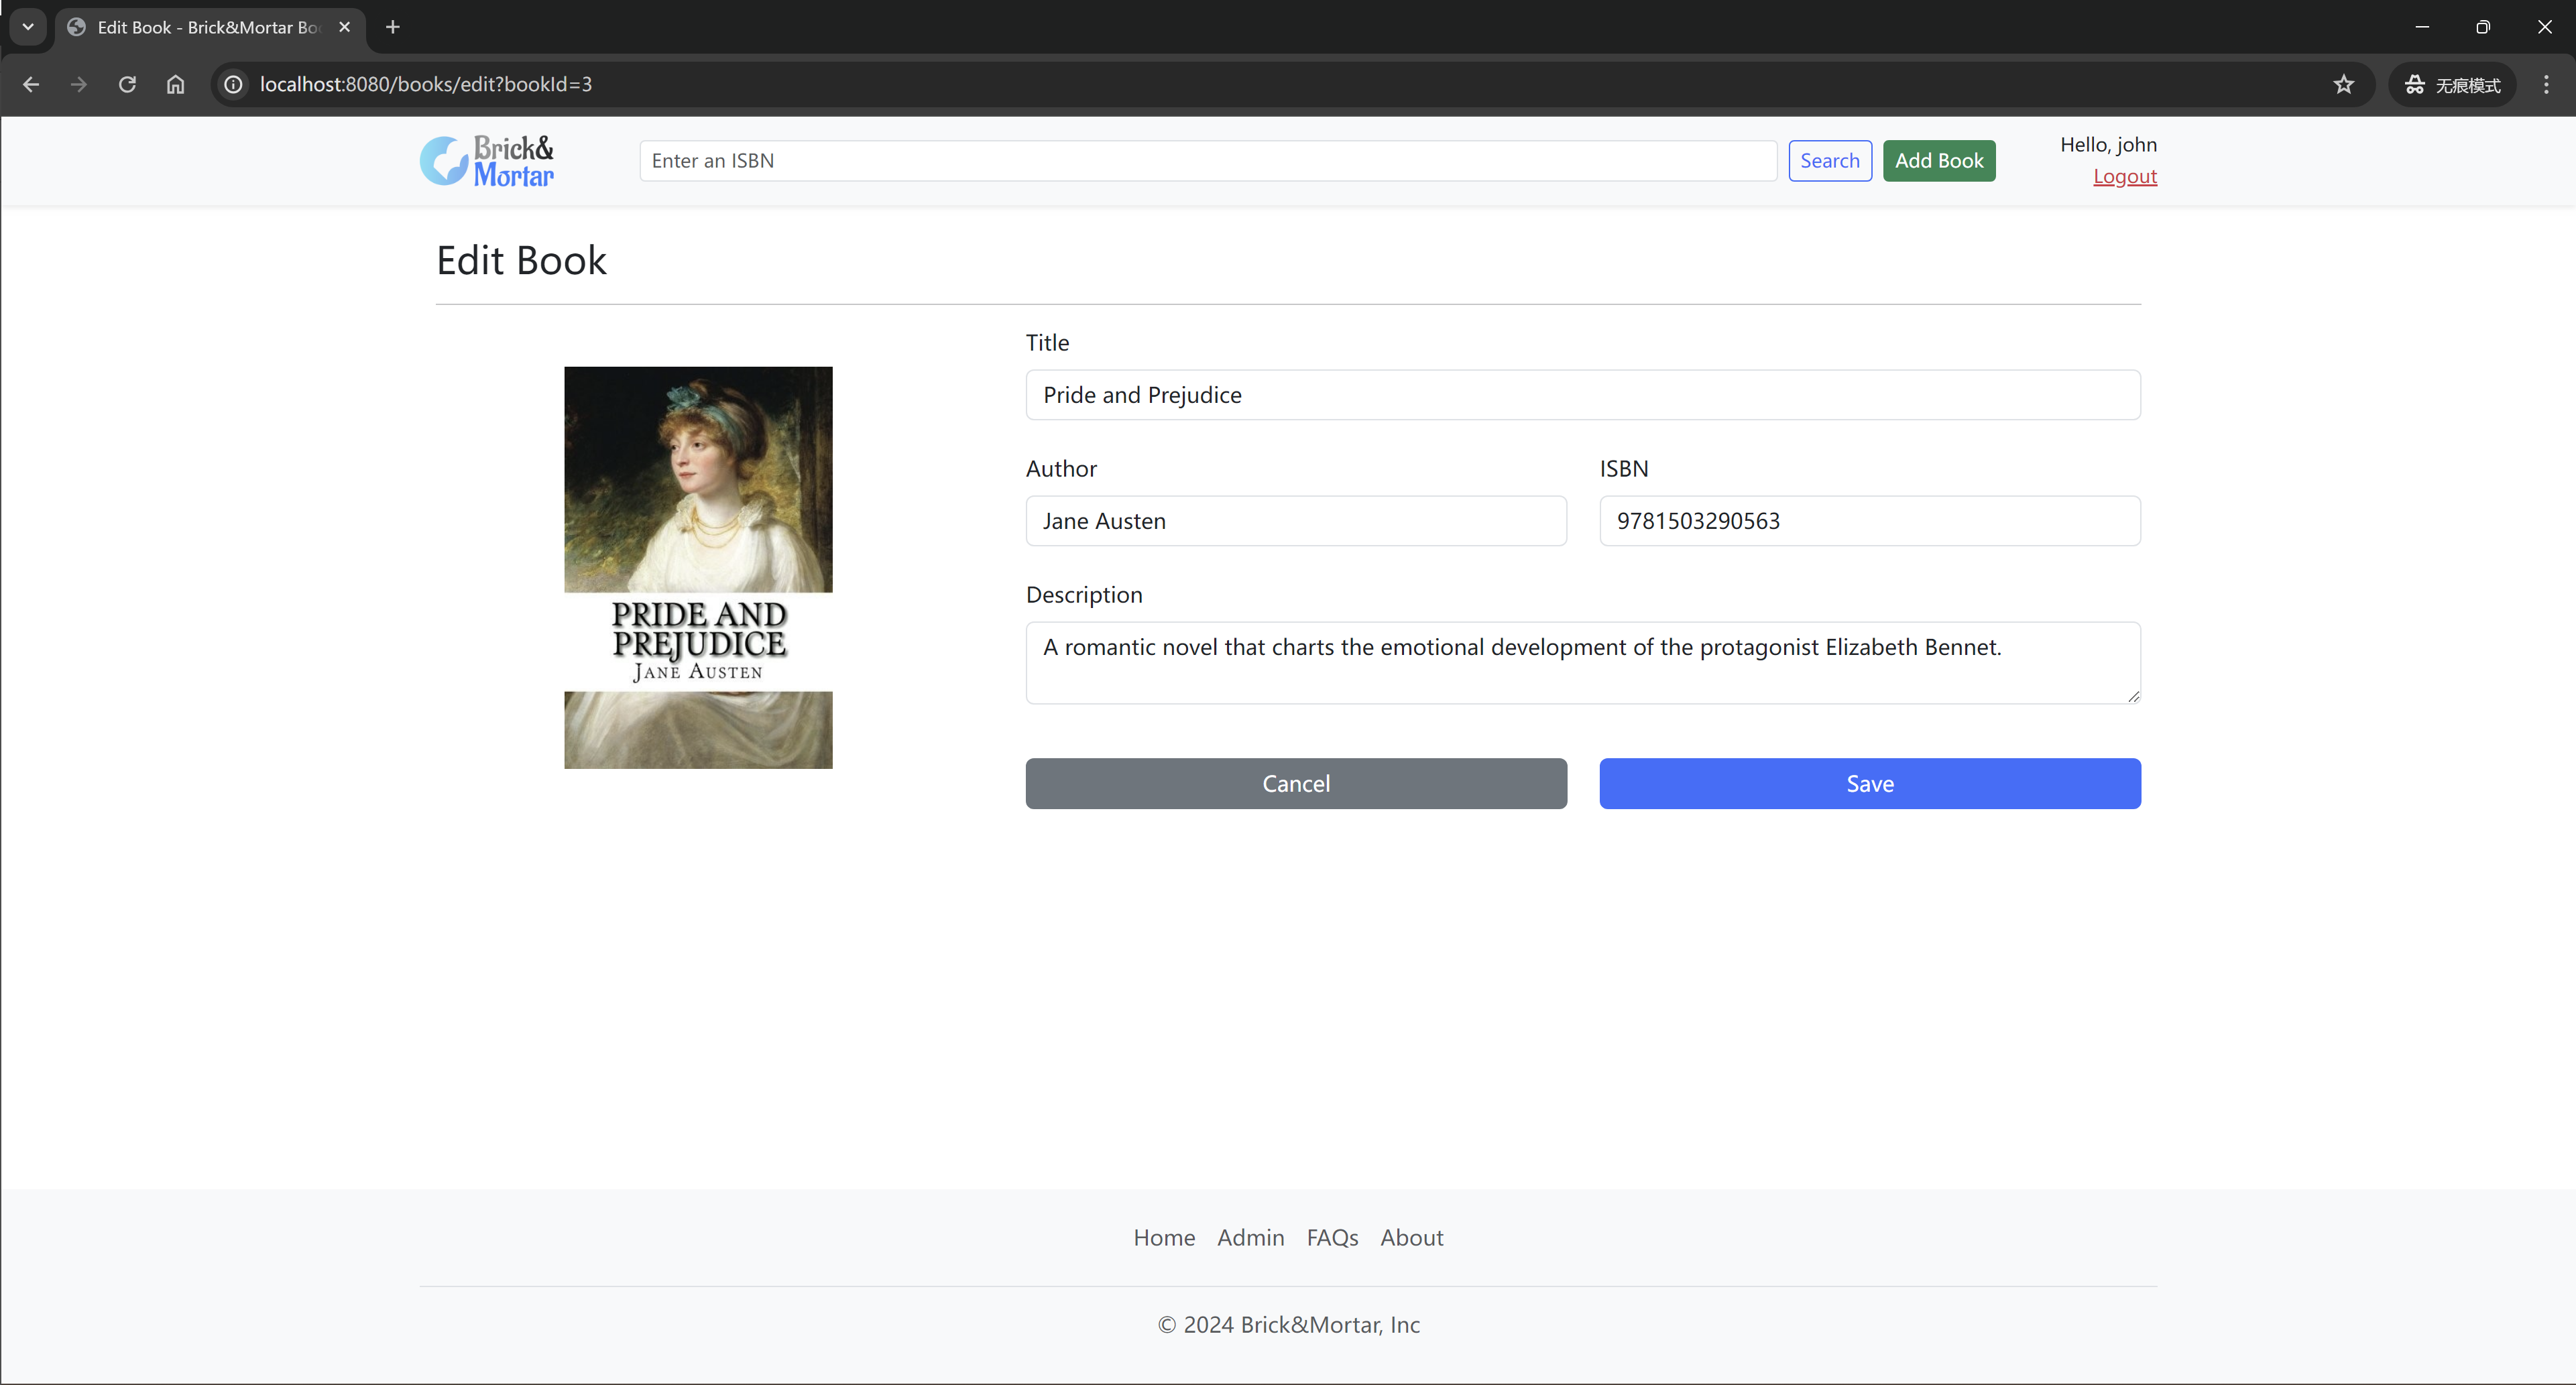 Edit Book - Brick&Mortar Bo
localhost:8080/books/edit?bookId=3
无痕模式
Brick&
Mortar
Enter an ISBN
Search
Add Book
Hello, john
Logout
Edit Book
PRIDE AND
PREJUDICE
JANE AUSTEN
Title
Pride and Prejudice
Author
ISBN
Jane Austen
9781503290563
Description
A romantic novel that charts the emotional development of the protagonist Elizabeth Bennet.
Cancel
Save
Home Admin FAQs About
© 2024 Brick&Mortar, Inc